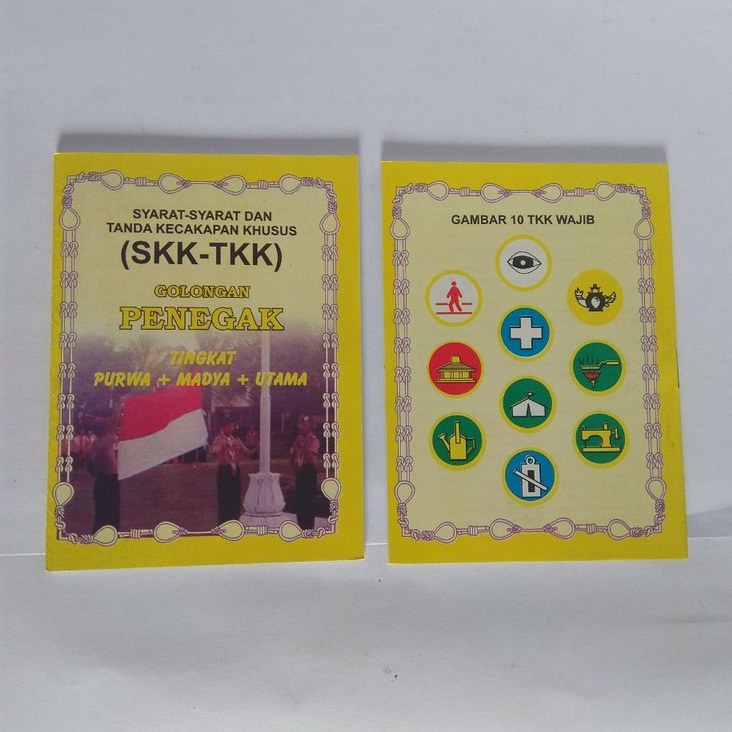 SYARAT-SYARAT DAN
TANDA KECAKAPAN KHUSUS
(SKK-TKK)
GOLONGAN
PENEGAK
TINGKAT
PURWA + MADYA + UTAMA
GAMBAR 10 TKK WAJIB